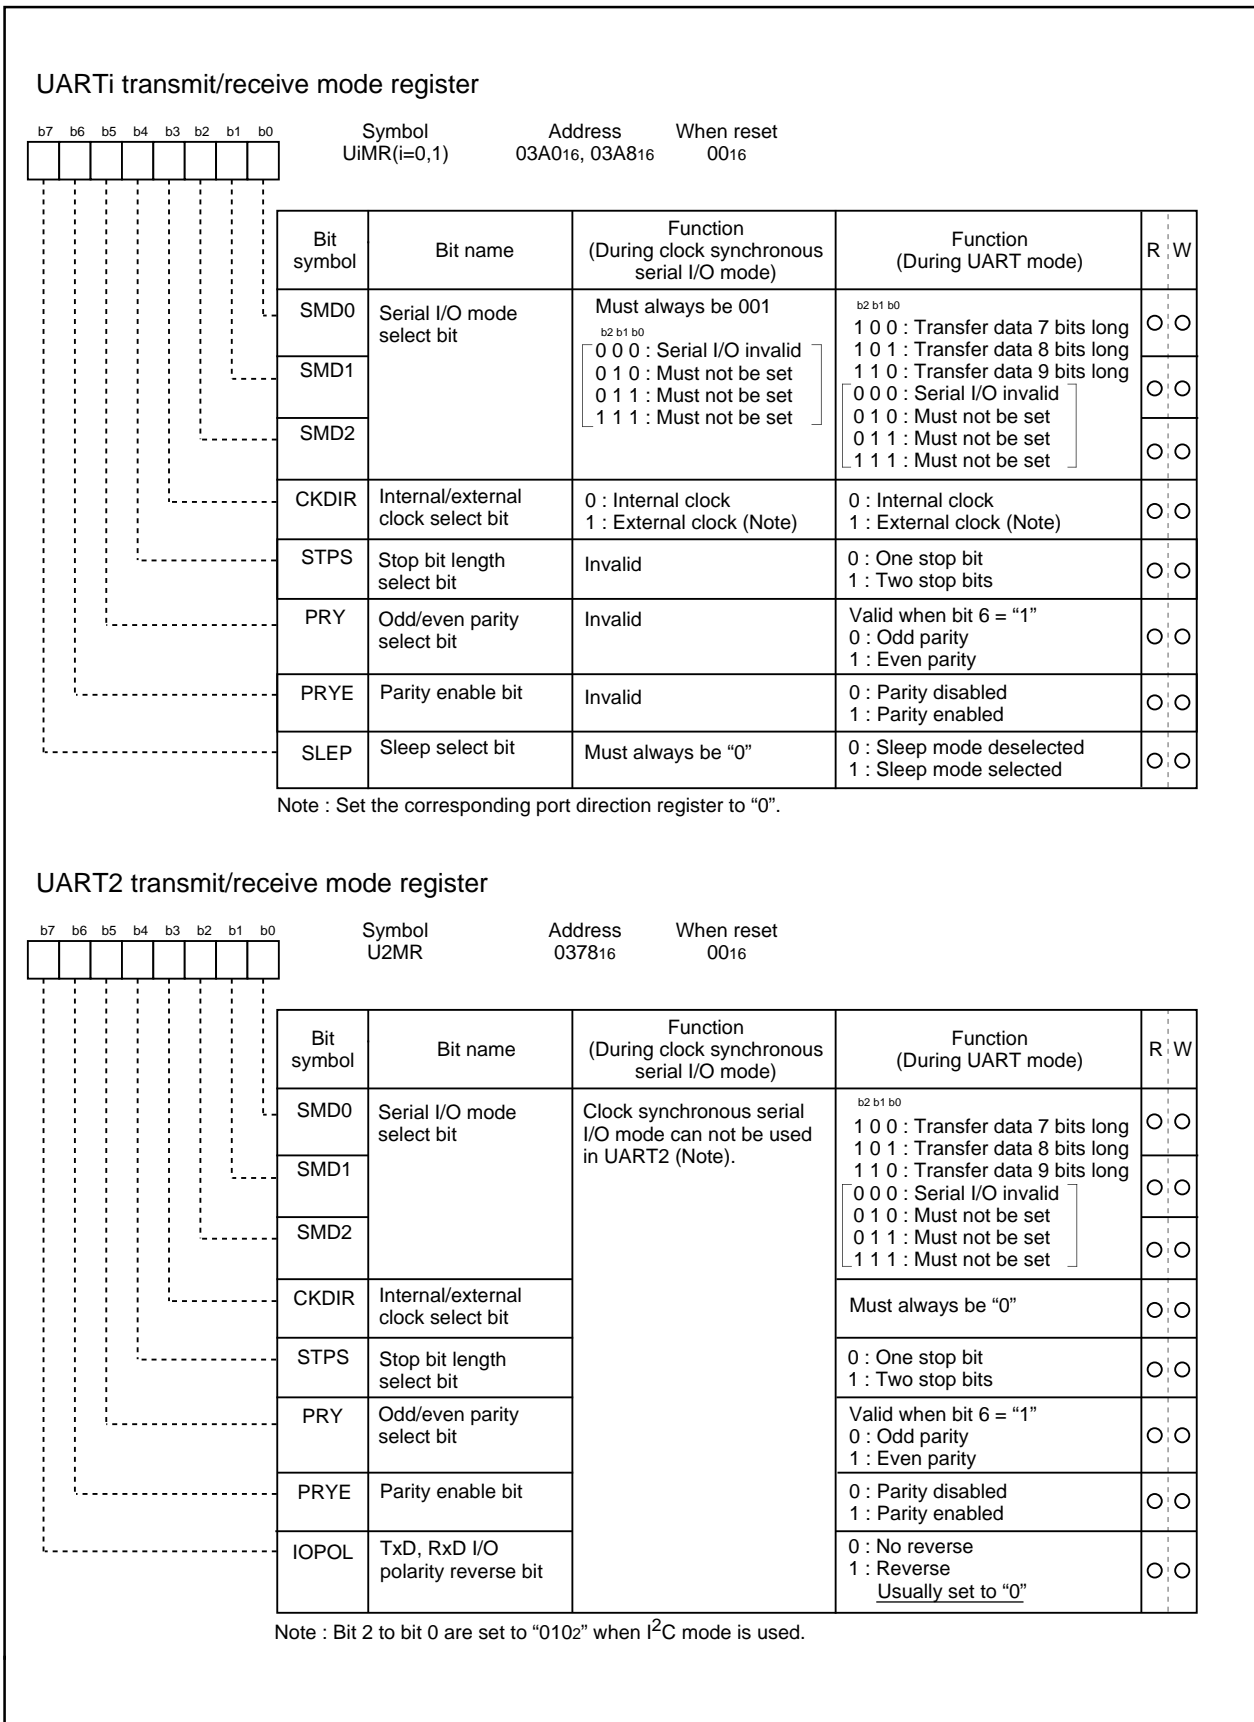 UARTi transmit/receive mode register
b7 b6 b5 b4 b3 b2 b1 b0
Symbol Address When reset
UiMR(i=0,1) 03A016, 03A816 0016
Bit symbol
Bit name
Function (During clock synchronous serial I/O mode)
Function (During UART mode)
R W
SMD0
Serial I/O mode
select bit
Must always be 001
b2 b1 b0
0 0 0 : Serial I/O invalid
0 1 0 : Must not be set
0 1 1 : Must not be set
1 1 1 : Must not be set
b2 b1 b0
1 0 0 : Transfer data 7 bits long
1 0 1 : Transfer data 8 bits long
1 1 0 : Transfer data 9 bits long
0 0 0 : Serial I/O invalid
0 1 0 : Must not be set
0 1 1 : Must not be set
1 1 1 : Must not be set
SMD1
SMD2
CKDIR
Internal/external
clock select bit
0 : Internal clock
1 : External clock (Note)
0 : Internal clock
1 : External clock (Note)
STPS
Stop bit length
select bit
Invalid
0 : One stop bit
1 : Two stop bits
PRY
Odd/even parity
select bit
Invalid
Valid when bit 6 = “1”
0 : Odd parity
1 : Even parity
PRYE
Parity enable bit
Invalid
0 : Parity disabled
1 : Parity enabled
SLEP
Sleep select bit
Must always be “0”
0 : Sleep mode deselected
1 : Sleep mode selected
Note : Set the corresponding port direction register to “0”.
UART2 transmit/receive mode register
b7 b6 b5 b4 b3 b2 b1 b0
Symbol Address When reset
U2MR 037816 0016
Bit symbol
Bit name
Function (During clock synchronous serial I/O mode)
Function (During UART mode)
R W
SMD0
Serial I/O mode
select bit
Clock synchronous serial
I/O mode can not be used
in UART2 (Note).
b2 b1 b0
1 0 0 : Transfer data 7 bits long
1 0 1 : Transfer data 8 bits long
1 1 0 : Transfer data 9 bits long
0 0 0 : Serial I/O invalid
0 1 0 : Must not be set
0 1 1 : Must not be set
1 1 1 : Must not be set
SMD1
SMD2
CKDIR
Internal/external
clock select bit
Must always be “0”
STPS
Stop bit length
select bit
0 : One stop bit
1 : Two stop bits
PRY
Odd/even parity
select bit
Valid when bit 6 = “1”
0 : Odd parity
1 : Even parity
PRYE
Parity enable bit
0 : Parity disabled
1 : Parity enabled
IOPOL
TxD, RxD I/O
polarity reverse bit
0 : No reverse
1 : Reverse
Usually set to “0”
Note : Bit 2 to bit 0 are set to “0102” when I2C mode is used.